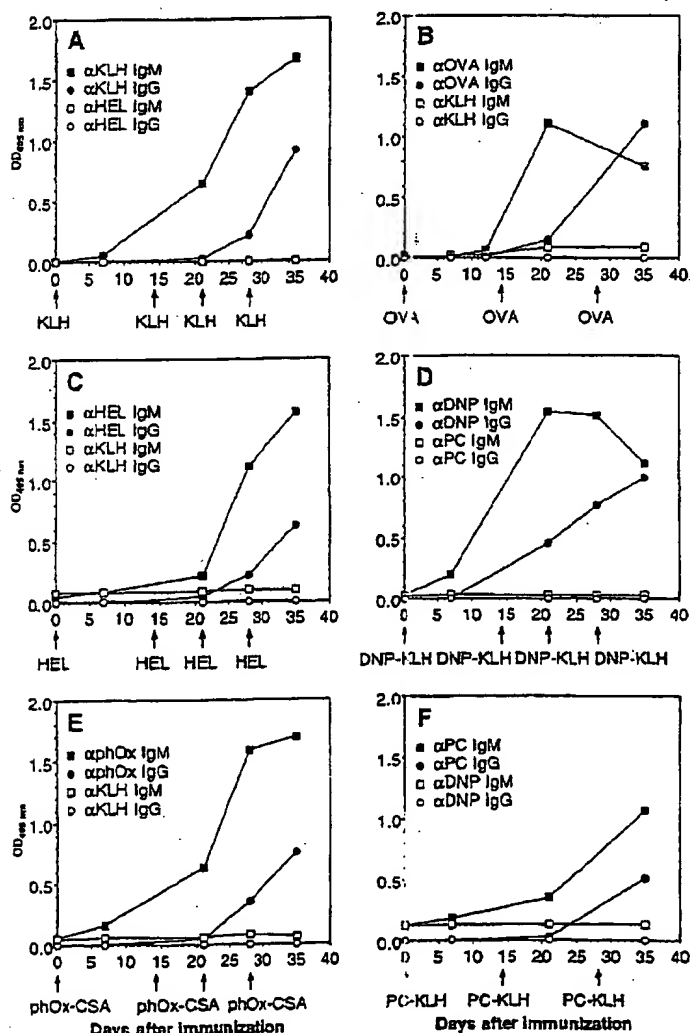 A
αKLH IgM
αKLH IgG
αHEL IgM
αHEL IgG
OD405 nm
2.0
1.5
1.0
0.5
0.0
0 5 10 15 20 25 30 35 40
KLH KLH KLH KLH
B
αOVA IgM
αOVA IgG
αKLH IgM
αKLH IgG
2.0
1.5
1.0
0.5
0.0
0 5 10 15 20 25 30 35 40
OVA OVA OVA
C
αHEL IgM
αHEL IgG
αKLH IgM
αKLH IgG
OD405 nm
2.0
1.5
1.0
0.5
0.0
0 5 10 15 20 25 30 35 40
HEL HEL HEL HEL
D
αDNP IgM
αDNP IgG
αPC IgM
αPC IgG
2.0
1.5
1.0
0.5
0.0
0 5 10 15 20 25 30 35 40
DNP-KLH DNP-KLH DNP-KLH DNP-KLH
E
αphOx IgM
αphOx IgG
αKLH IgM
αKLH IgG
OD405 nm
2.0
1.5
1.0
0.5
0.0
0 5 10 15 20 25 30 35 40
phOx-CSA phOx-CSA phOx-CSA
Days after immunization
F
αPC IgM
αPC IgG
αDNP IgM
αDNP IgG
2.0
1.5
1.0
0.5
0.0
0 5 10 15 20 25 30 35 40
PC-KLH PC-KLH PC-KLH
Days after immunization